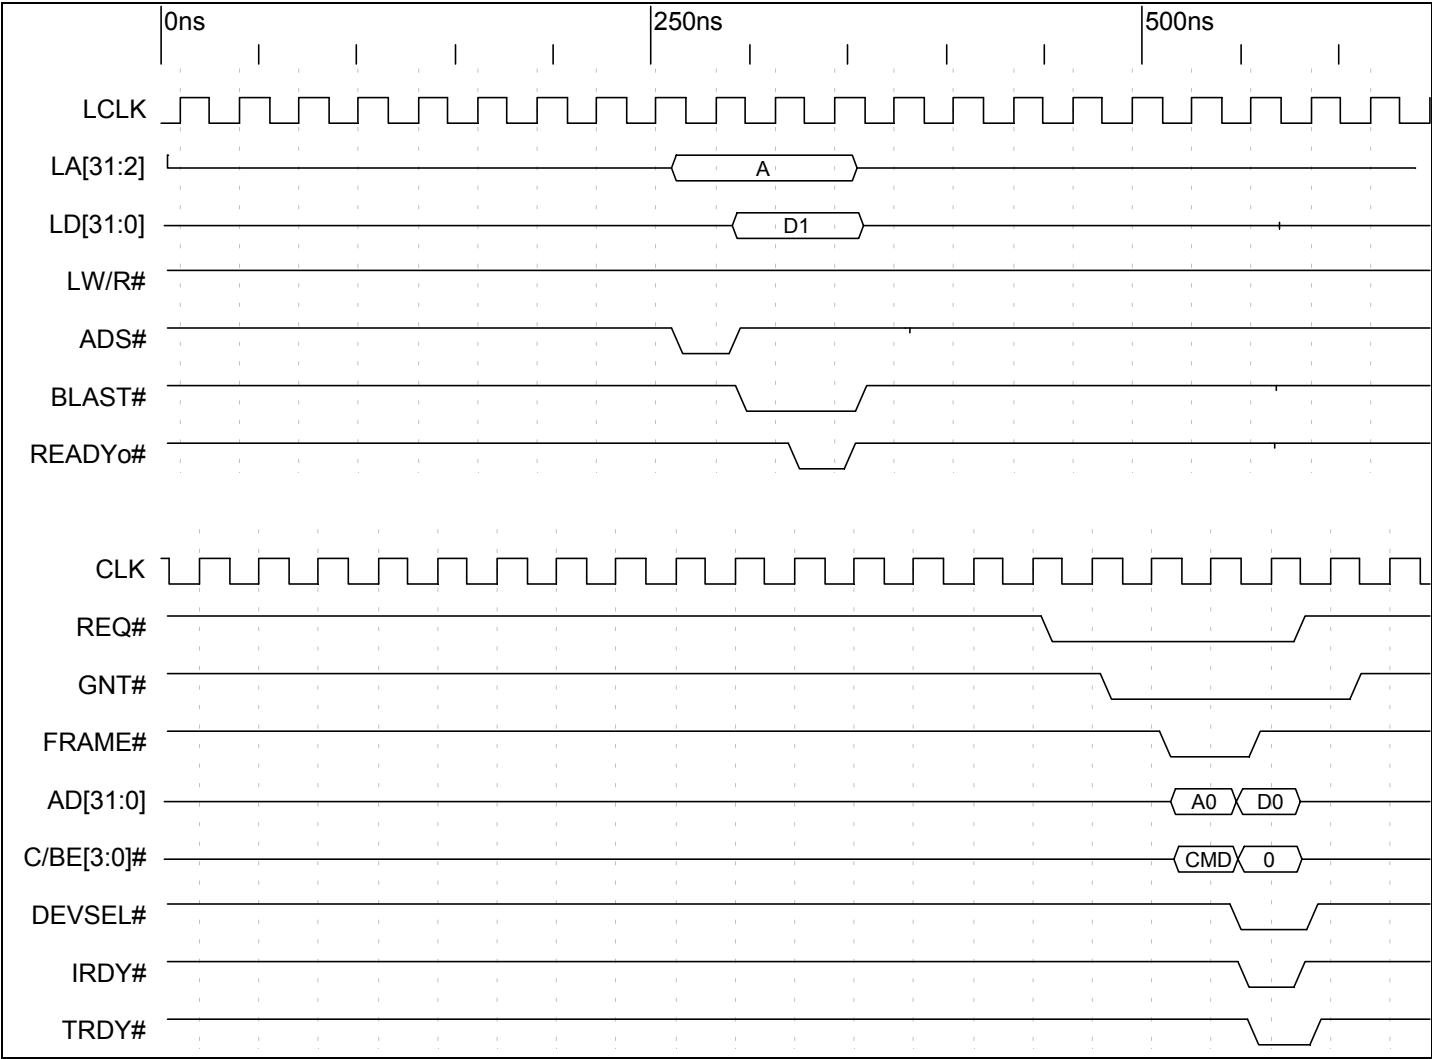 0ns 250ns 500ns
LCLK
LA[31:2] A
LD[31:0] D1
LW/R#
ADS#
BLAST#
READYo#
CLK
REQ#
GNT#
FRAME#
AD[31:0] A0 D0
C/BE[3:0]# CMD 0
DEVSEL#
IRDY#
TRDY#